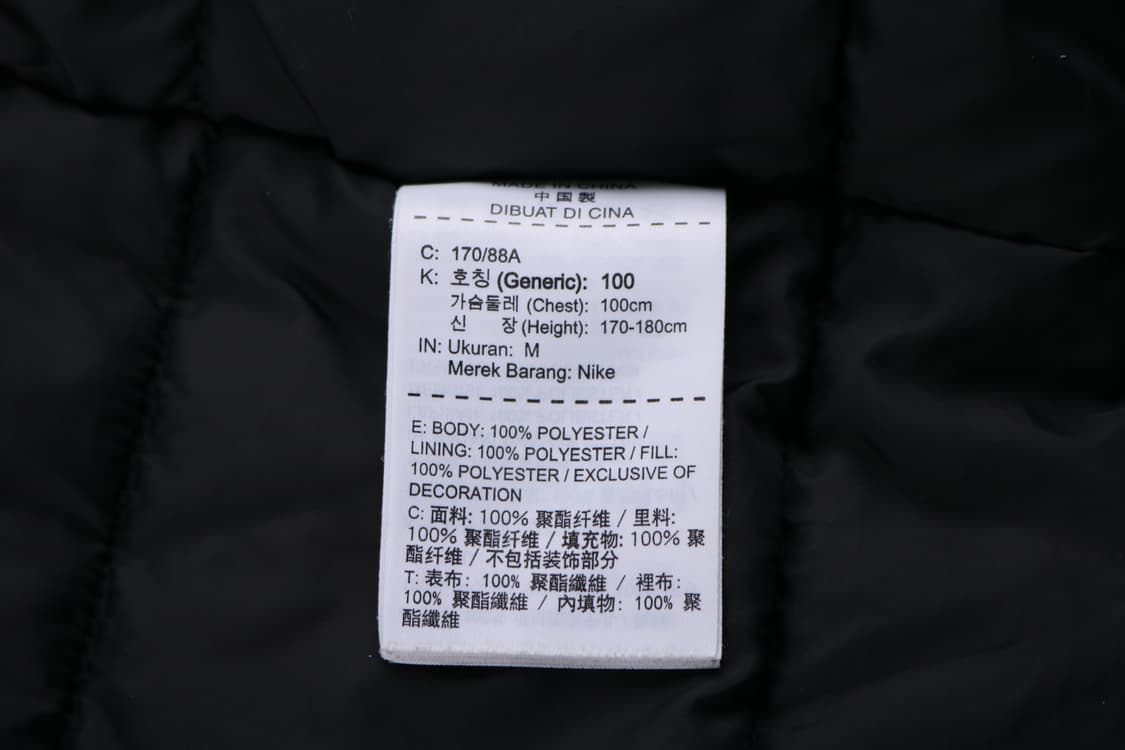 MADE IN CHINA
中国製
DIBUAT DI CINA
C: 170/88A
K: 호칭 (Generic): 100
가슴둘레 (Chest): 100cm
신 장 (Height): 170-180cm
IN: Ukuran: M
Merek Barang: Nike
E: BODY: 100% POLYESTER /
LINING: 100% POLYESTER / FILL:
100% POLYESTER / EXCLUSIVE OF
DECORATION
C: 面料: 100% 聚酯纤维 / 里料:
100% 聚酯纤维 / 填充物: 100% 聚
酯纤维 / 不包括装饰部分
T: 表布: 100% 聚酯纖維 / 裡布:
100% 聚酯纖維 / 內填物: 100% 聚
酯纖維